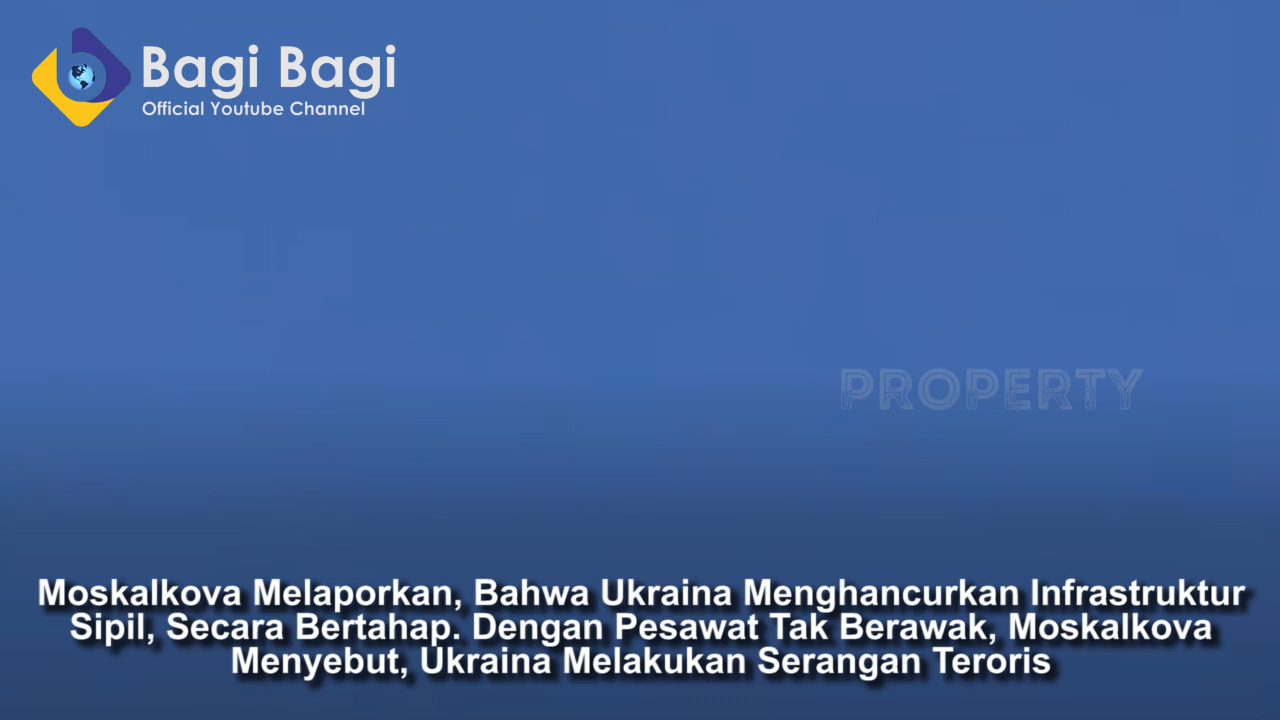 Bagi Bagi
Official Youtube Channel
PROPERTY
Moskalkova Melaporkan, Bahwa Ukraina Menghancurkan Infrastruktur
Sipil, Secara Bertahap. Dengan Pesawat Tak Berawak, Moskalkova
Menyebut, Ukraina Melakukan Serangan Teroris